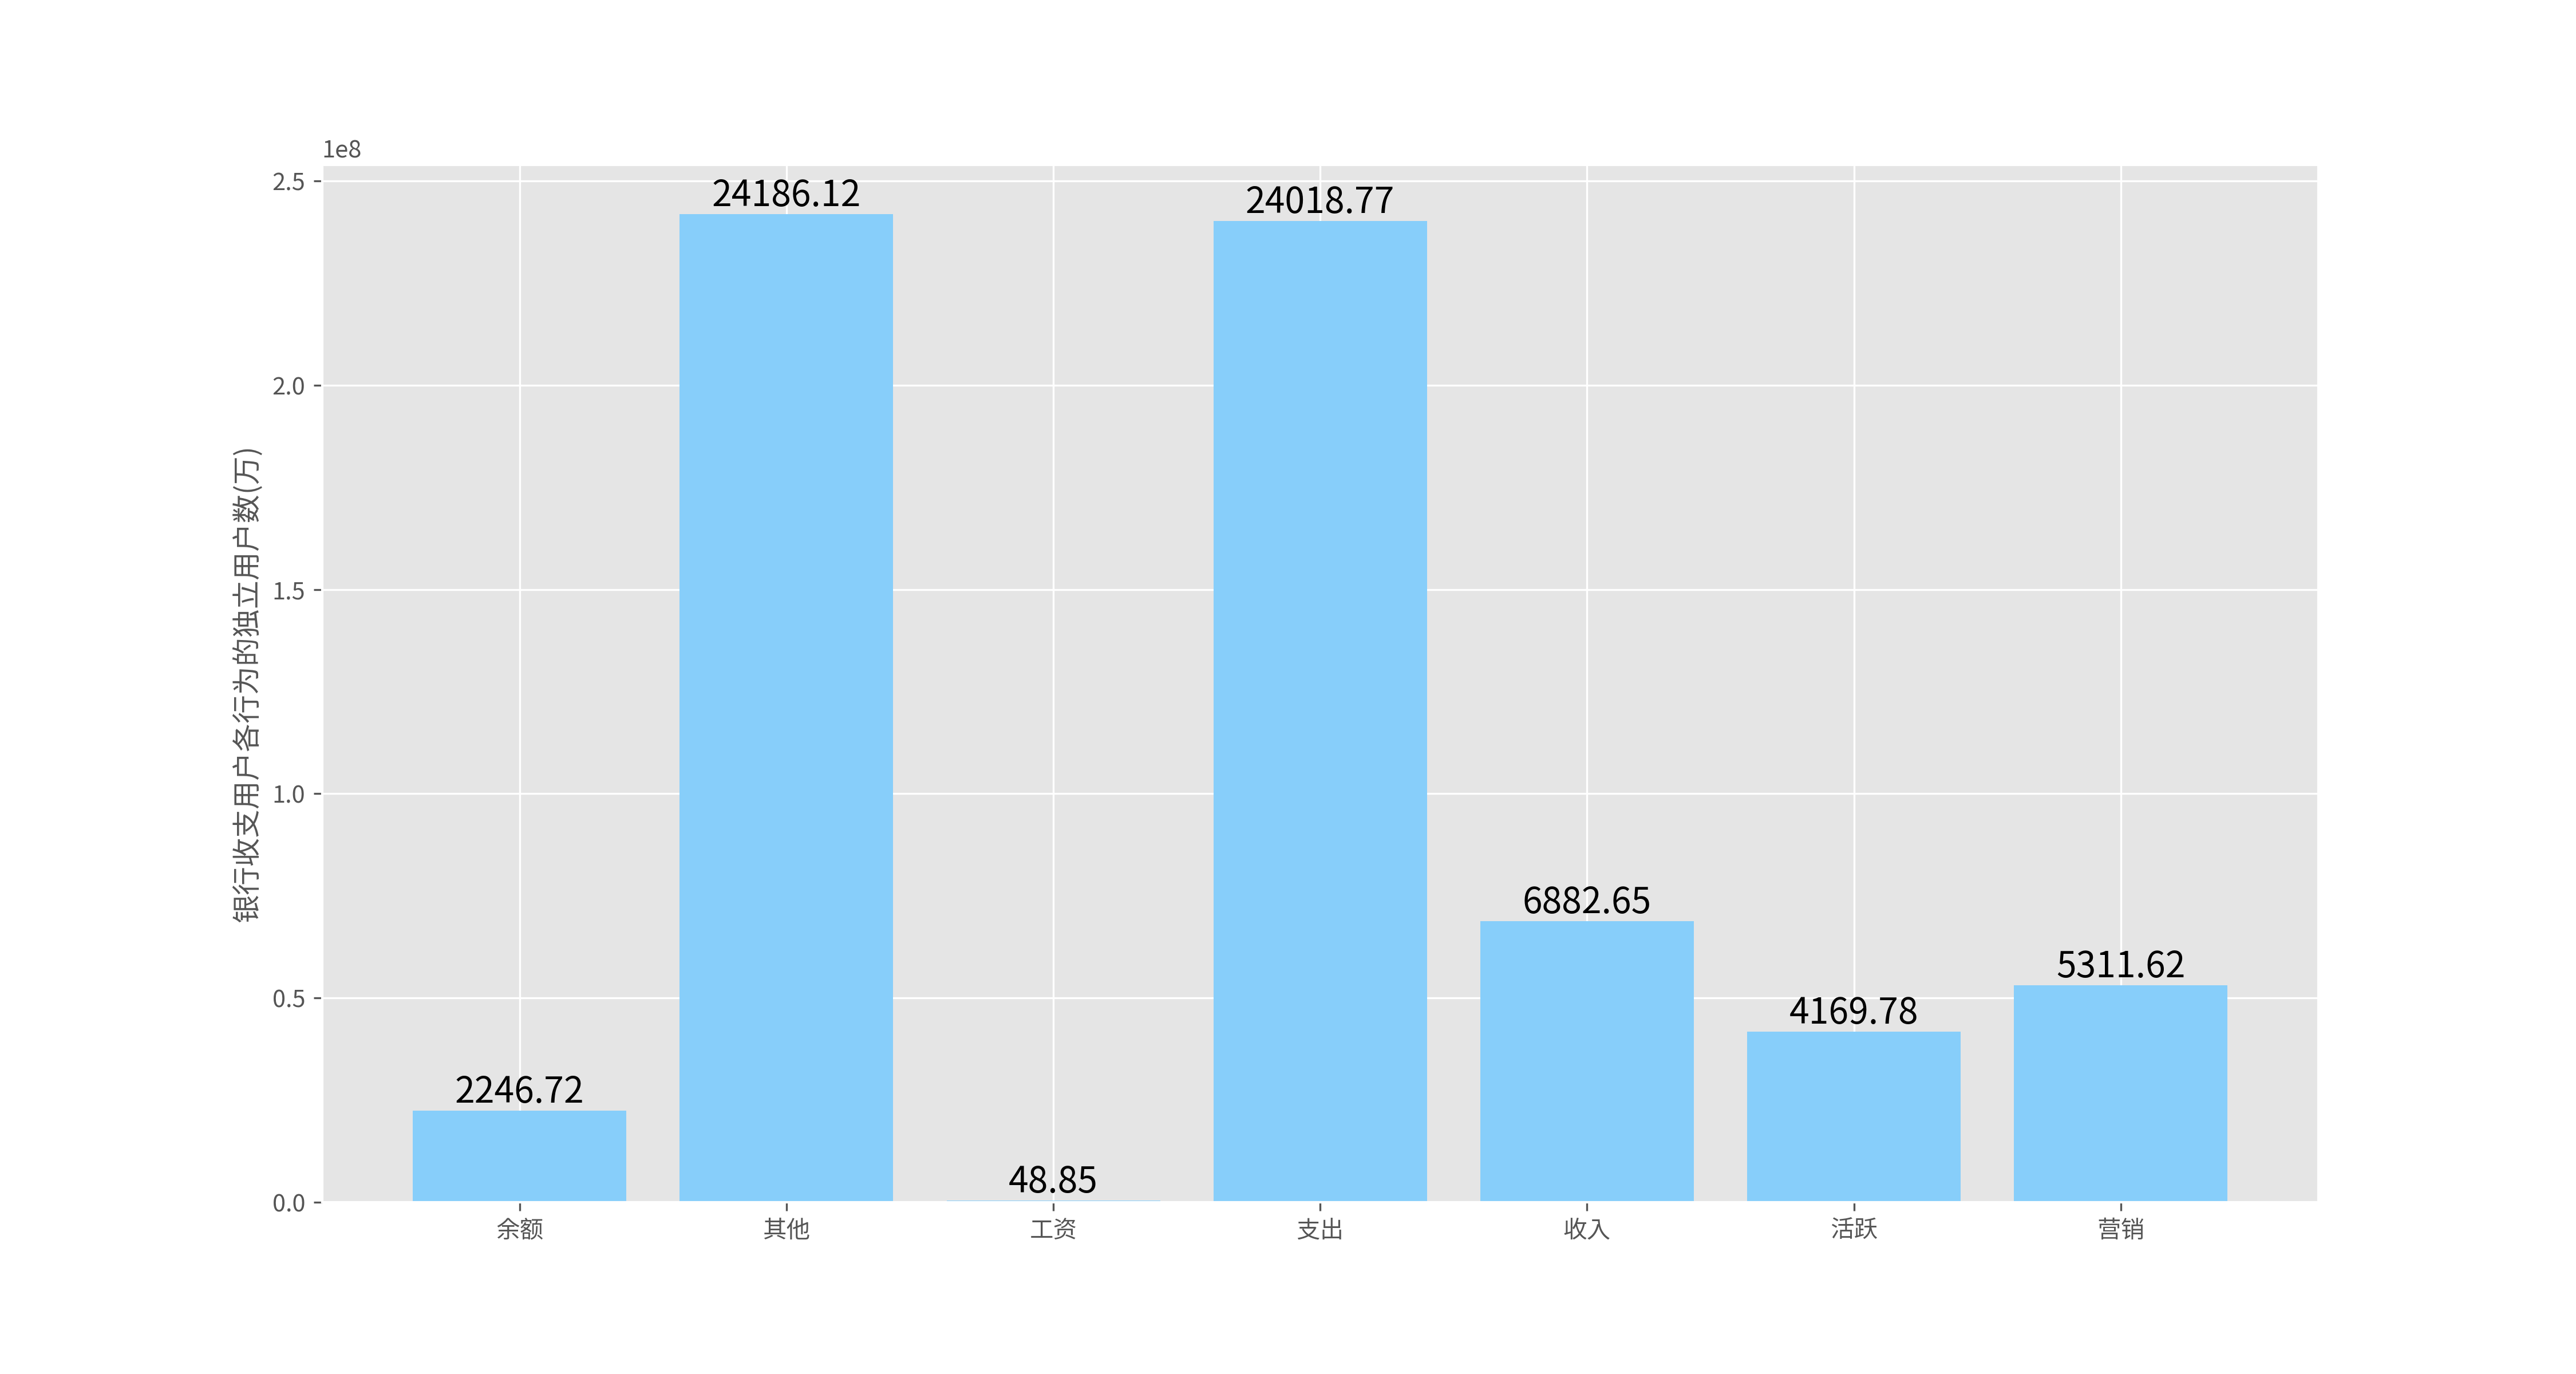 1e8
2.5
2.0
1.5
1.0
0.5
0.0
银行收支用户各行为的独立用户数(万)
2246.72
24186.12
48.85
24018.77
6882.65
4169.78
5311.62
余额
其他
工资
支出
收入
活跃
营销